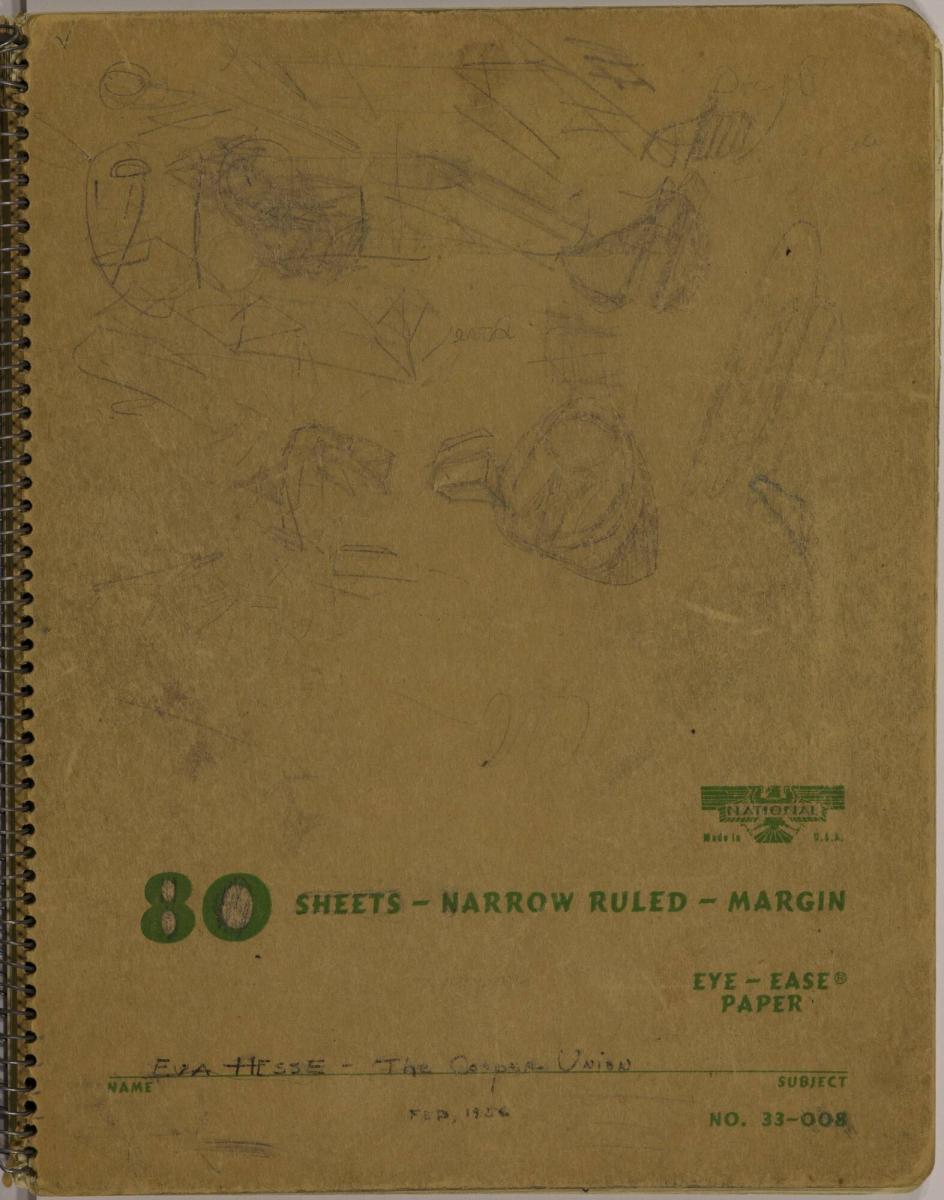 NATIONAL
Made in U.S.A.
80 SHEETS – NARROW RULED – MARGIN
EYE – EASE®
PAPER
EVA HESSE - The Cooper Union
NAME SUBJECT
FEB, 1956
NO. 33-008